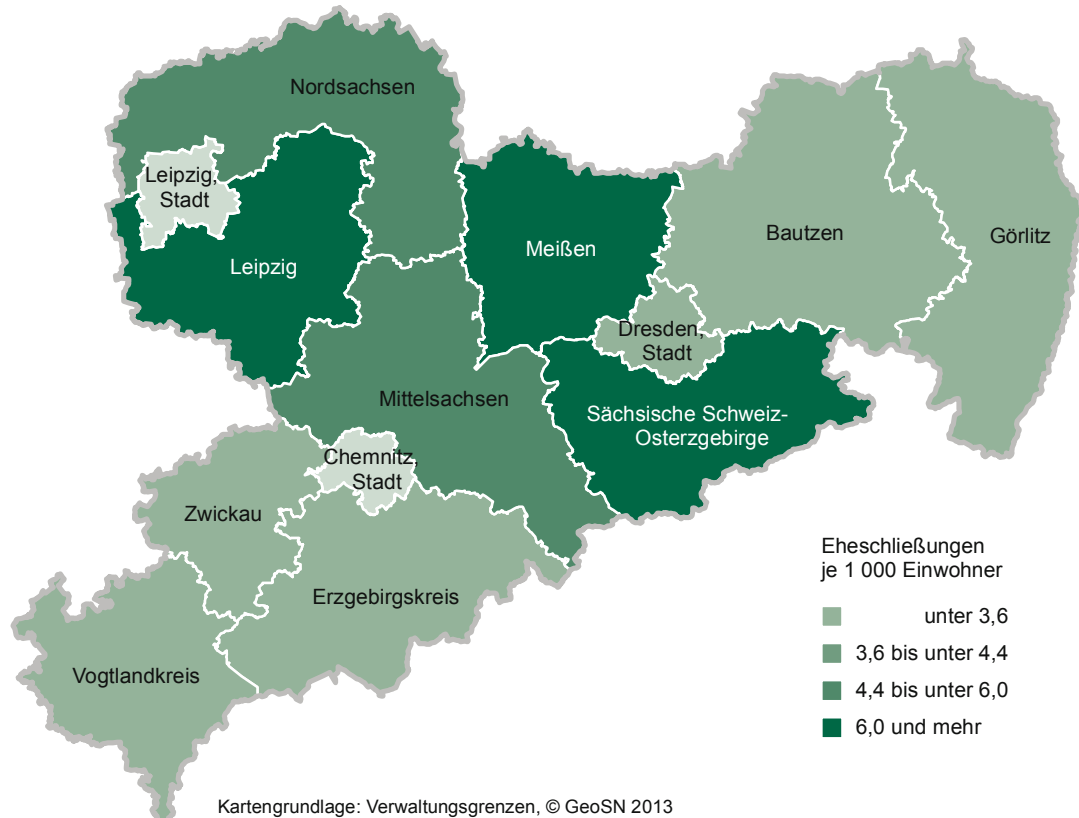 Nordsachsen
Leipzig,
Stadt
Leipzig
Meißen
Bautzen
Görlitz
Dresden,
Stadt
Mittelsachsen
Sächsische Schweiz-
Osterzgebirge
Chemnitz,
Stadt
Zwickau
Erzgebirgskreis
Vogtlandkreis
Eheschließungen
je 1 000 Einwohner
unter 3,6
3,6 bis unter 4,4
4,4 bis unter 6,0
6,0 und mehr
Kartengrundlage: Verwaltungsgrenzen, © GeoSN 2013